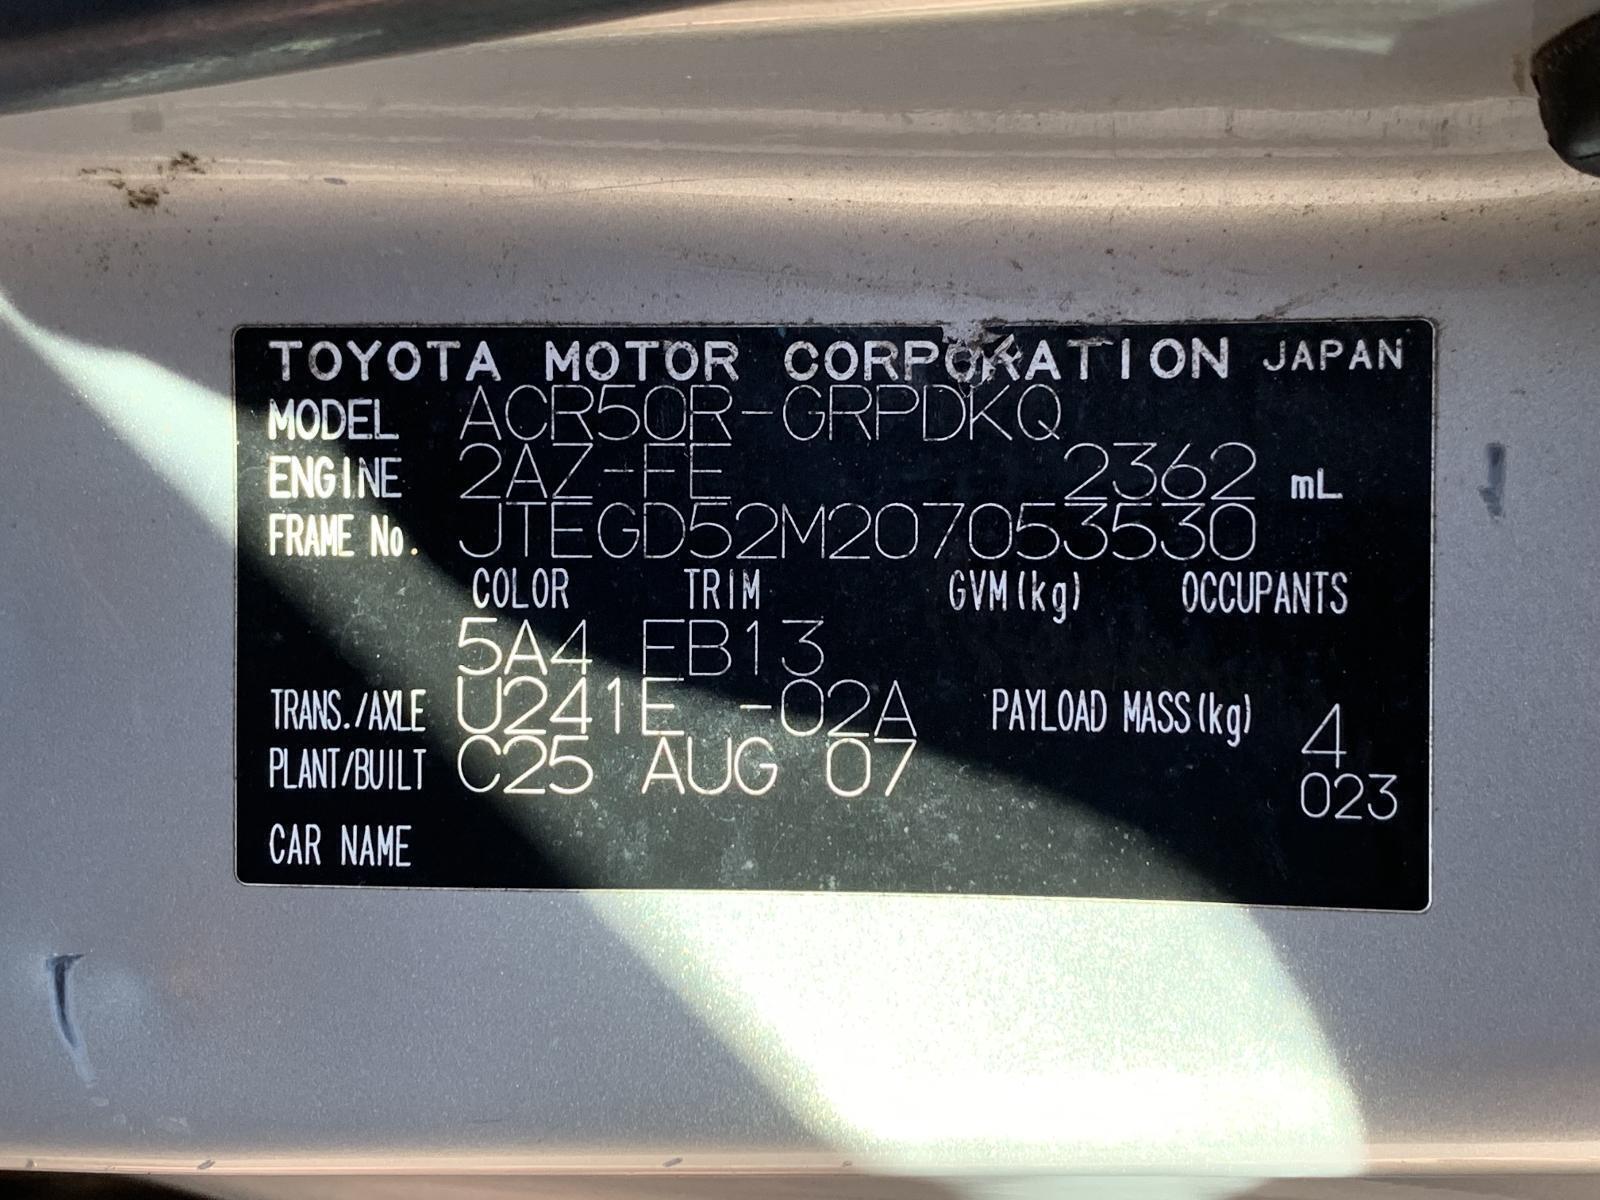 TOYOTA MOTOR CORPORATION JAPAN
MODEL ACR50R-GRPDKQ
ENGINE 2AZ-FE 2362 mL
FRAME No. JTEGD52M207053530
COLOR TRIM GVM(kg) OCCUPANTS
5A4 EB13
TRANS./AXLE U241E -02A PAYLOAD MASS(kg) 4
PLANT/BUILT C25 AUG 07 023
CAR NAME